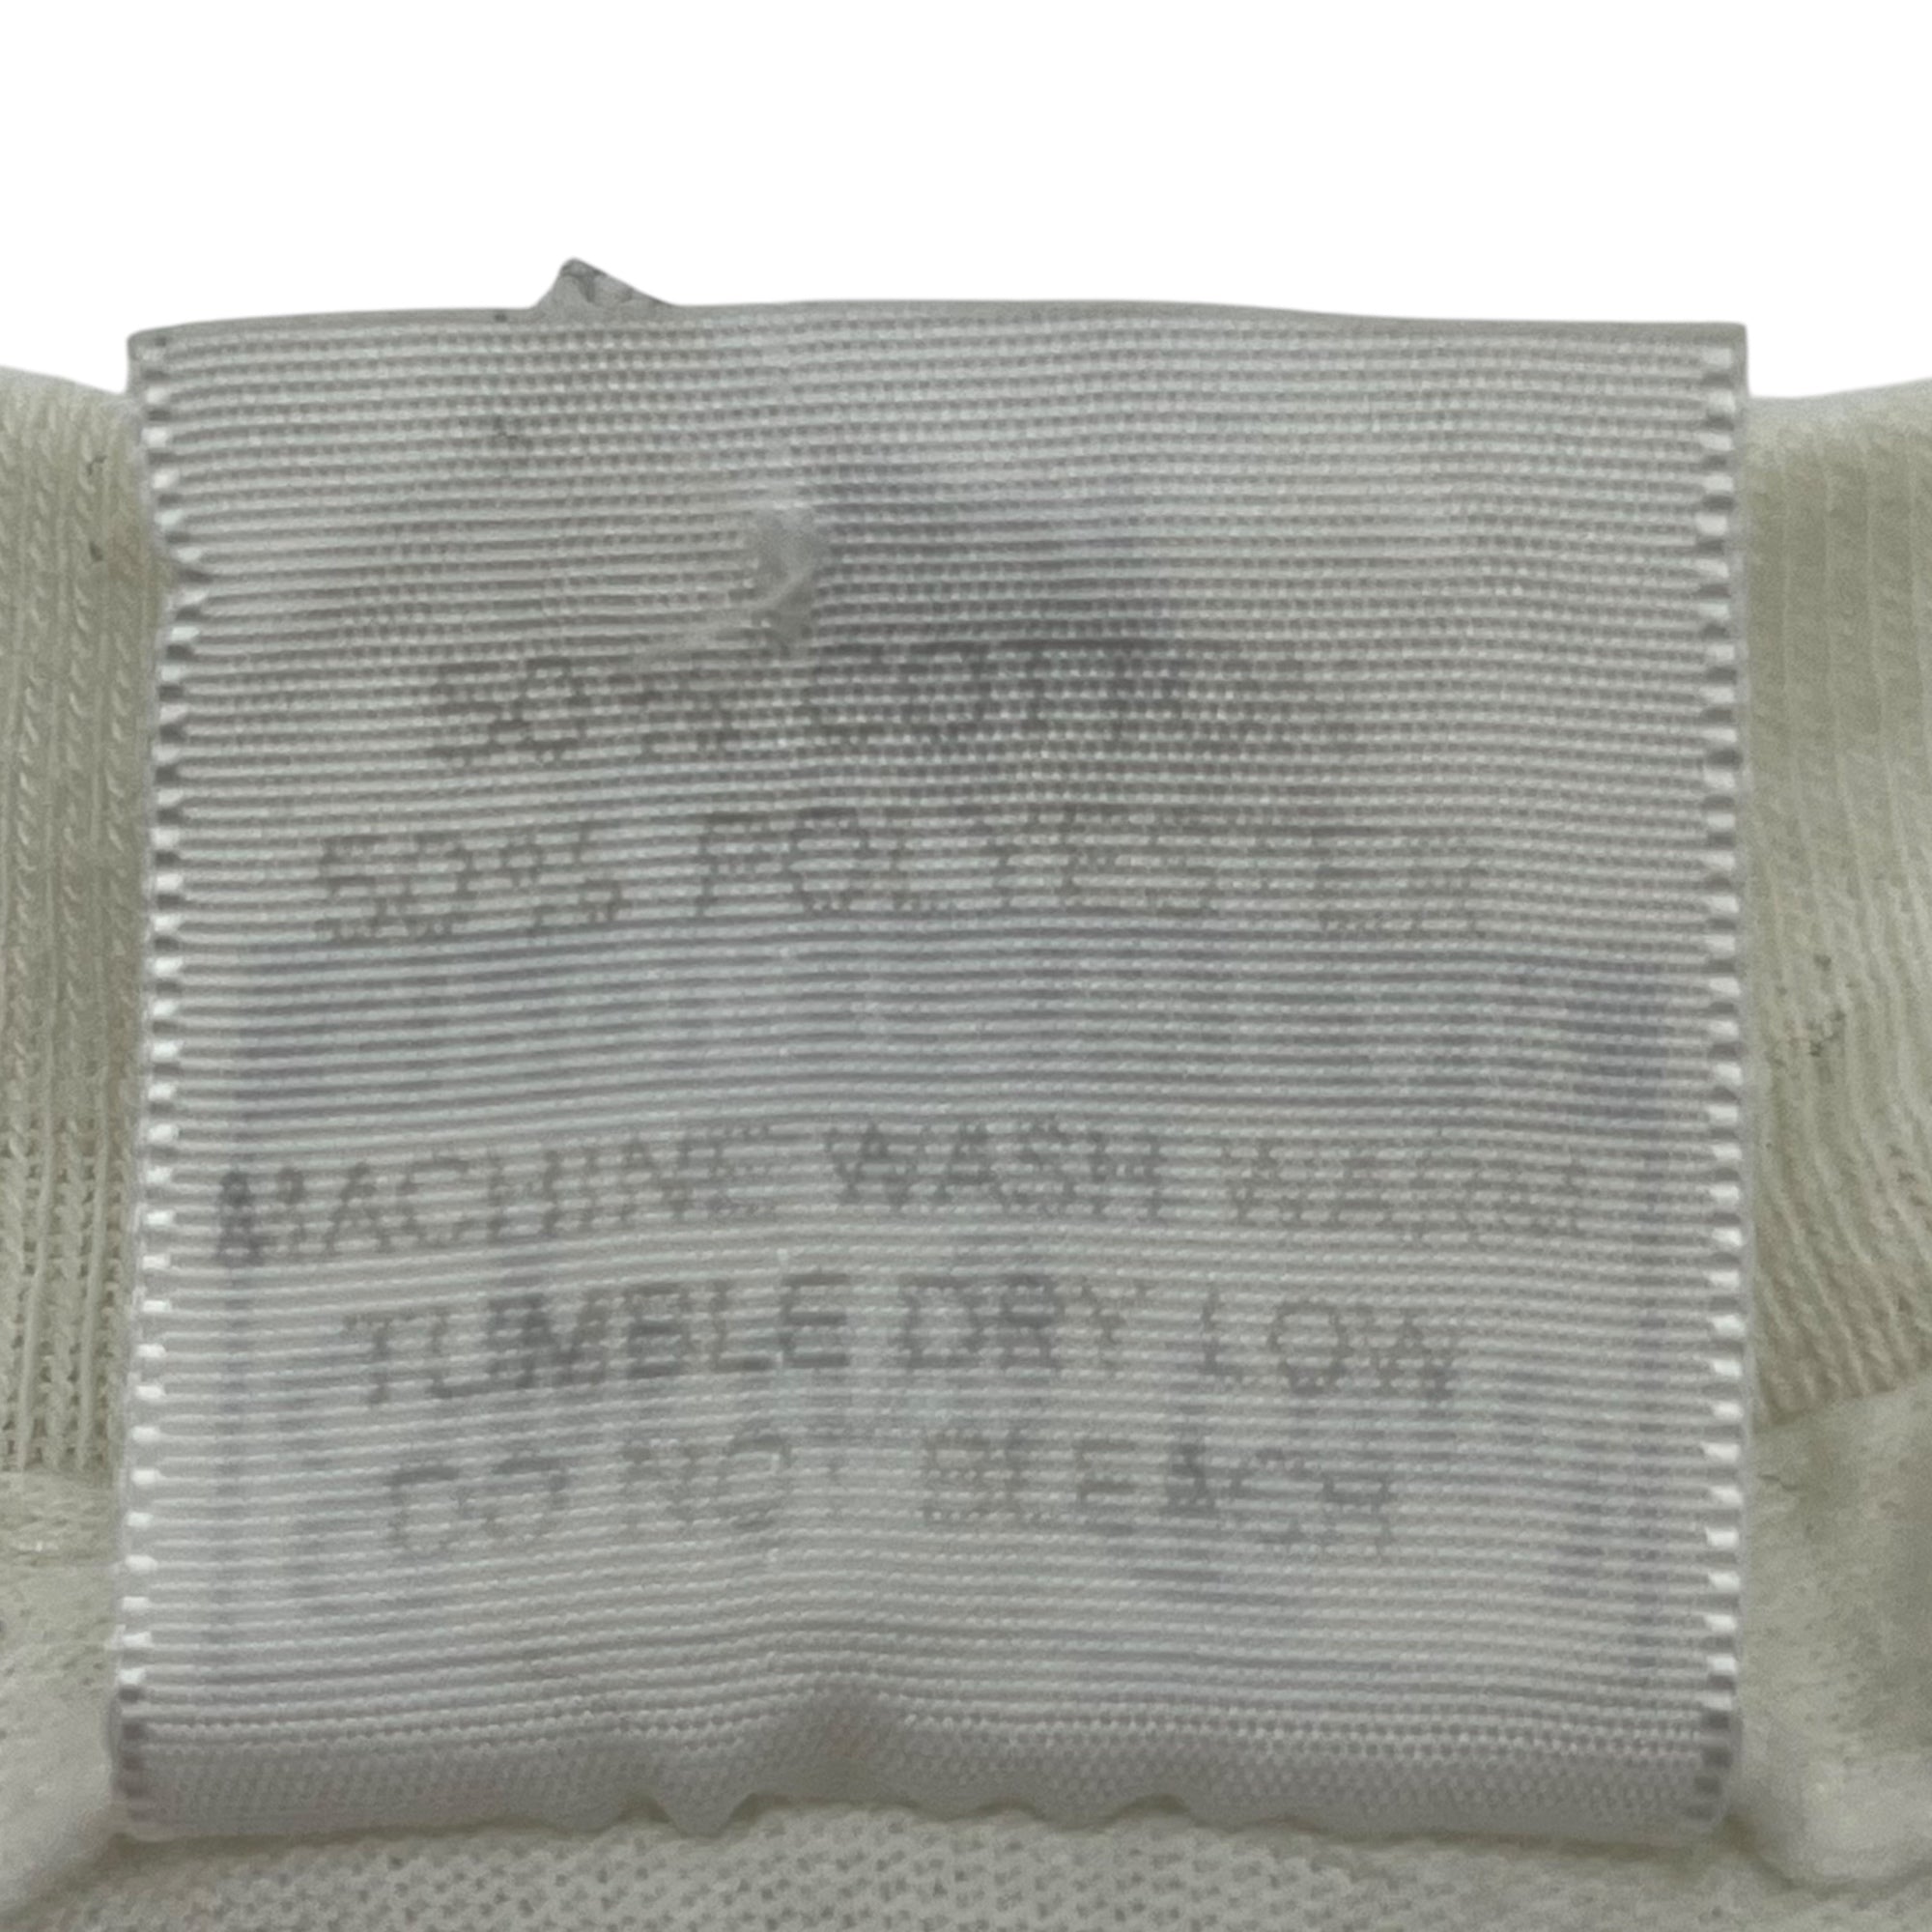 50% COTTON
50% POLYESTER
MACHINE WASH WARM
TUMBLE DRY LOW
DO NOT BLEACH